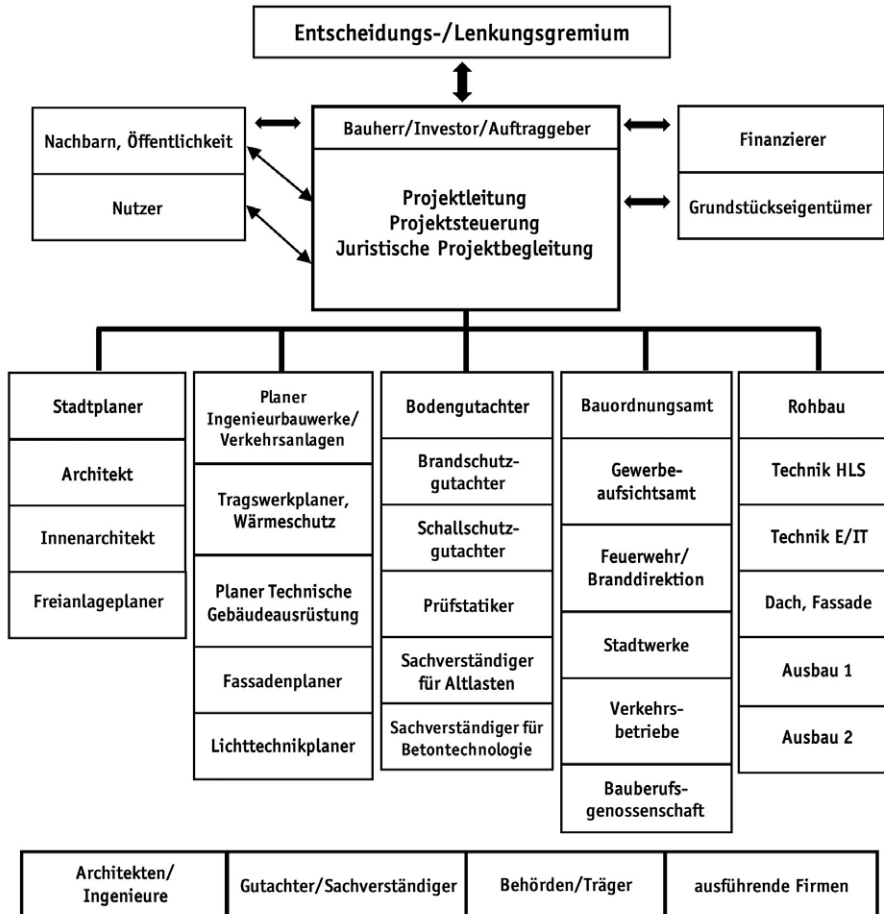 Entscheidungs-/Lenkungsgremium
Nachbarn, Öffentlichkeit
Nutzer
Bauherr/Investor/Auftraggeber
Projektleitung
Projektsteuerung
Juristische Projektbegleitung
Finanzierer
Grundstückseigentümer
Stadtplaner
Architekt
Innenarchitekt
Freianlageplaner
Planer
Ingenieurbauwerke/
Verkehrsanlagen
Tragswerkplaner,
Wärmeschutz
Planer Technische
Gebäudeausrüstung
Fassadenplaner
Lichttechnikplaner
Bodengutachter
Brandschutz-
gutachter
Schallschutz-
gutachter
Prüfstatiker
Sachverständiger
für Altlasten
Sachverständiger für
Betontechnologie
Bauordnungsamt
Gewerbe-
aufsichtsamt
Feuerwehr/
Branddirektion
Stadtwerke
Verkehrs-
betriebe
Bauberufs-
genossenschaft
Rohbau
Technik HLS
Technik E/IT
Dach, Fassade
Ausbau 1
Ausbau 2
Architekten/
Ingenieure
Gutachter/Sachverständiger
Behörden/Träger
ausführende Firmen